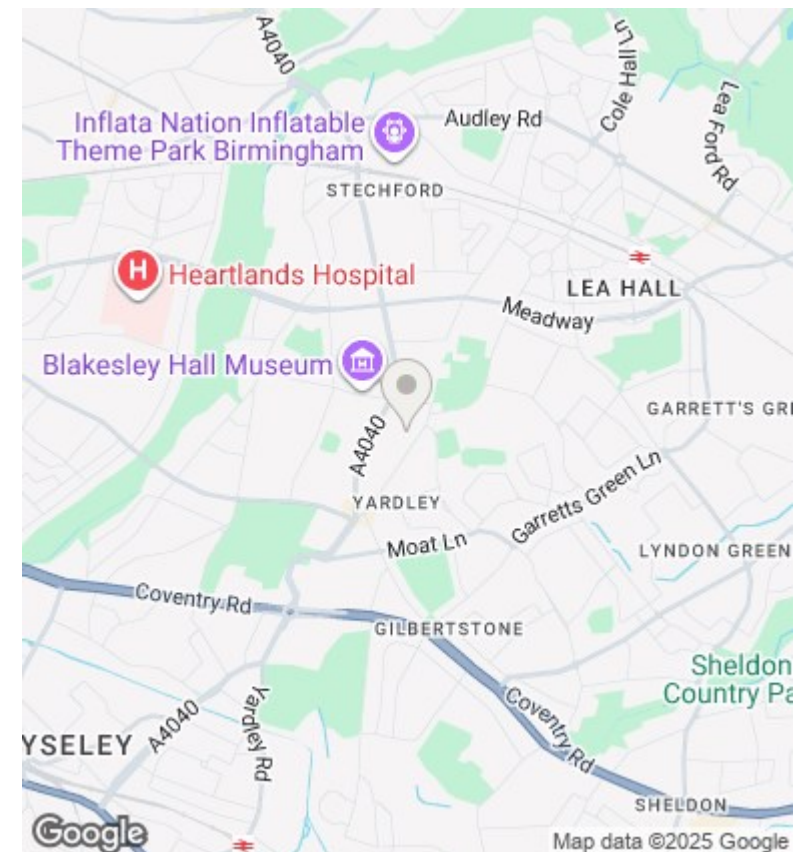 A4040
Cole Hall Ln
Lea Ford Rd
Inflata Nation Inflatable
Theme Park Birmingham
Audley Rd
STECHFORD
H
Heartlands Hospital
LEA HALL
Meadway
Blakesley Hall Museum
A4040
GARRETT'S GRE
Garretts Green Ln
YARDLEY
Moat Ln
LYNDON GREEN
Coventry Rd
GILBERTSTONE
Sheldon
Country Pa
Coventry Rd
YSELEY
A4040
Yardley Rd
SHELDON
Google
Map data ©2025 Google